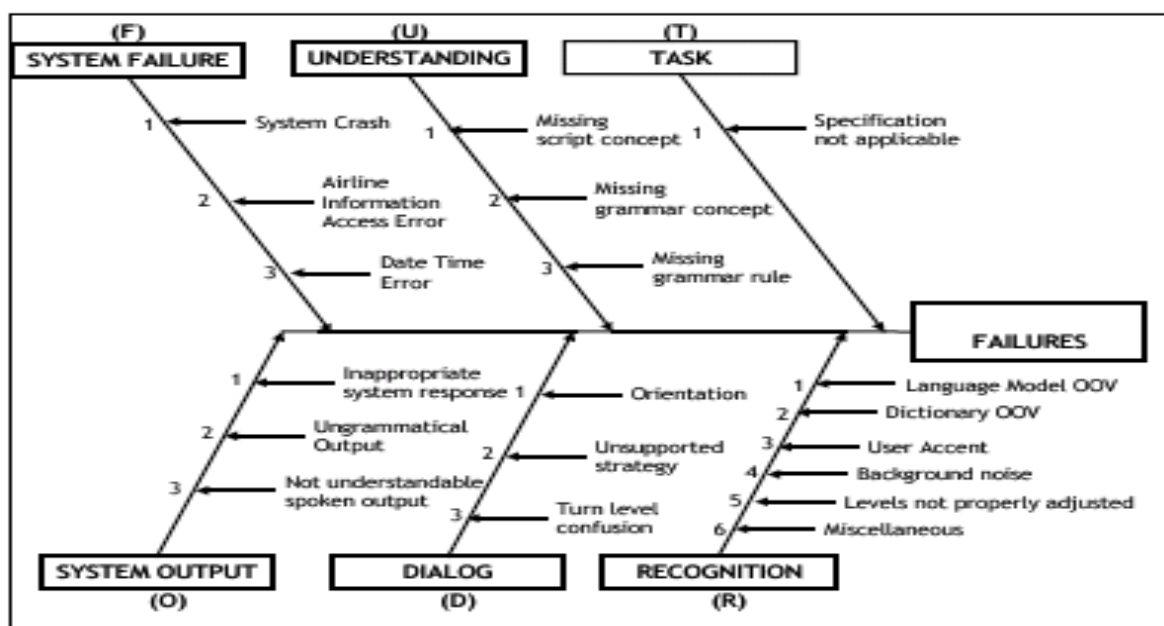 (F)
SYSTEM FAILURE
(U)
UNDERSTANDING
(T)
TASK
1
System Crash
2
Airline
Information
Access Error
3
Date Time
Error
1
Missing
script concept
2
Missing
grammar concept
3
Missing
grammar rule
1
Specification
not applicable
FAILURES
1
Inappropriate
system response
2
Ungrammatical
Output
3
Not understandable
spoken output
1
Orientation
2
Unsupported
strategy
3
Turn level
confusion
1
Language Model OOV
2
Dictionary OOV
3
User Accent
4
Background noise
5
Levels not properly adjusted
6
Miscellaneous
SYSTEM OUTPUT
(O)
DIALOG
(D)
RECOGNITION
(R)